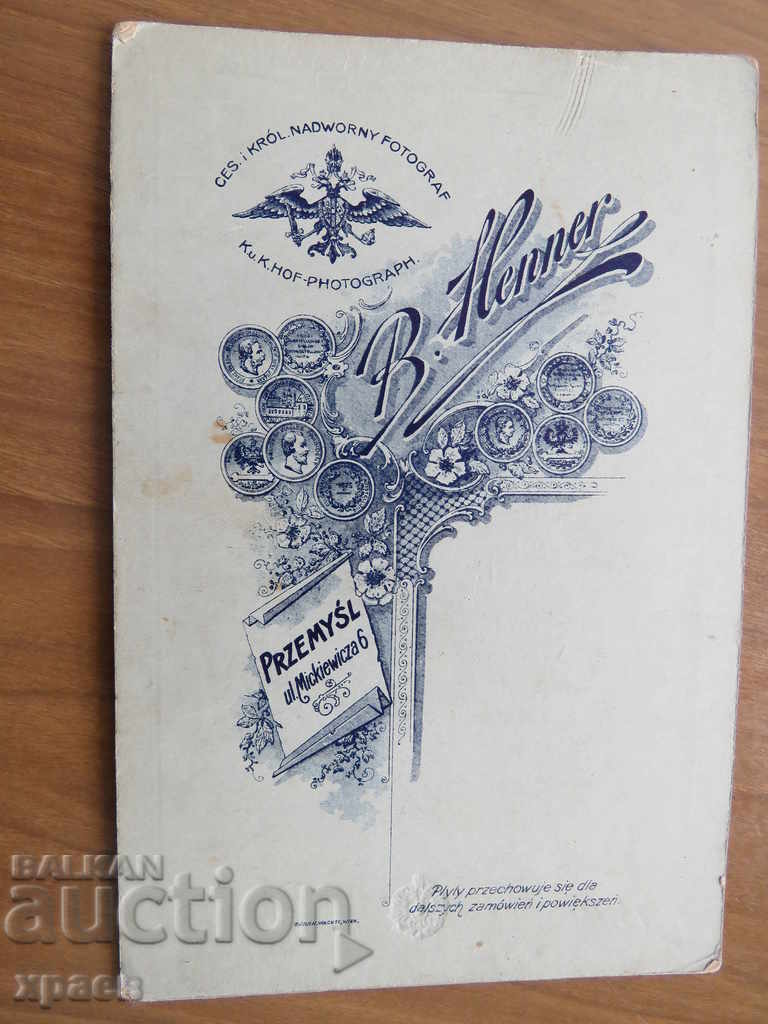 CES. i KRÓL. NADWORNY FOTOGRAF
K.u.K. HOF-PHOTOGRAPH.
B. Henner
PRZEMYŚL
ul. Mickiewicza 6
Płyty przechowuje się dla
dalszych zamówień i powiększeń.
BALKAN
auction
xpaeв